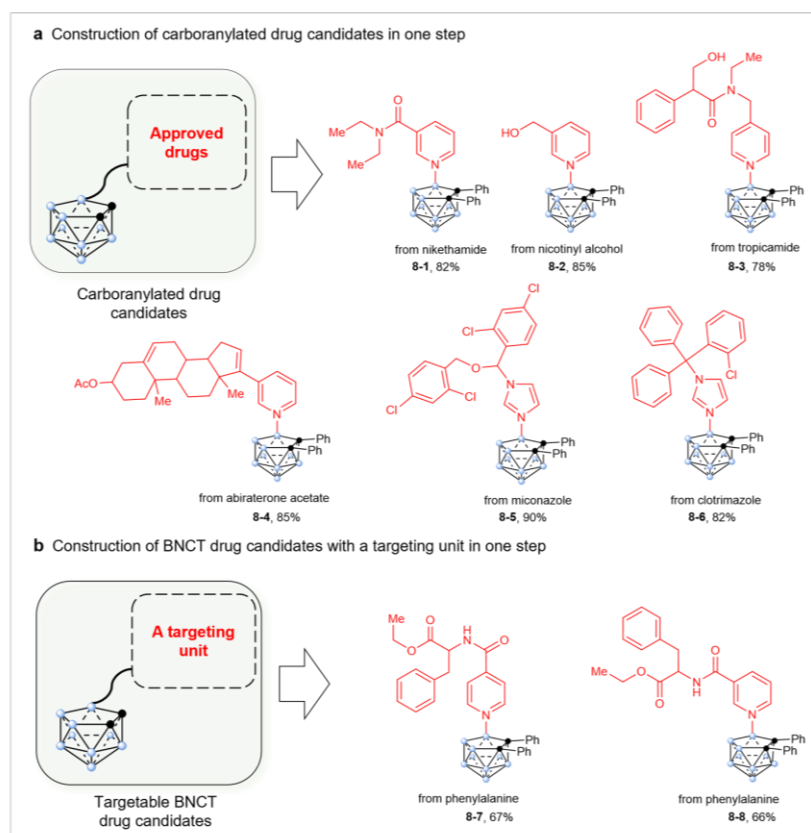 a Construction of carboranylated drug candidates in one step
Approved
drugs
Carboranylated drug
candidates
O
Me
N
Me
N
Ph
Ph
from nikethamide
8-1, 82%
HO
N
Ph
Ph
from nicotinyl alcohol
8-2, 85%
OH
Me
N
O
N
Ph
Ph
from tropicamide
8-3, 78%
AcO
Me
Me
N
Ph
Ph
from abiraterone acetate
8-4, 85%
Cl
Cl
O
Cl
Cl
N
N
Ph
Ph
from miconazole
8-5, 90%
Cl
N
N
Ph
Ph
from clotrimazole
8-6, 82%
b Construction of BNCT drug candidates with a targeting unit in one step
A targeting
unit
Targetable BNCT
drug candidates
Me
O
O
H
N
O
N
Ph
Ph
from phenylalanine
8-7, 67%
Me
O
O
N
H
O
N
Ph
Ph
from phenylalanine
8-8, 66%